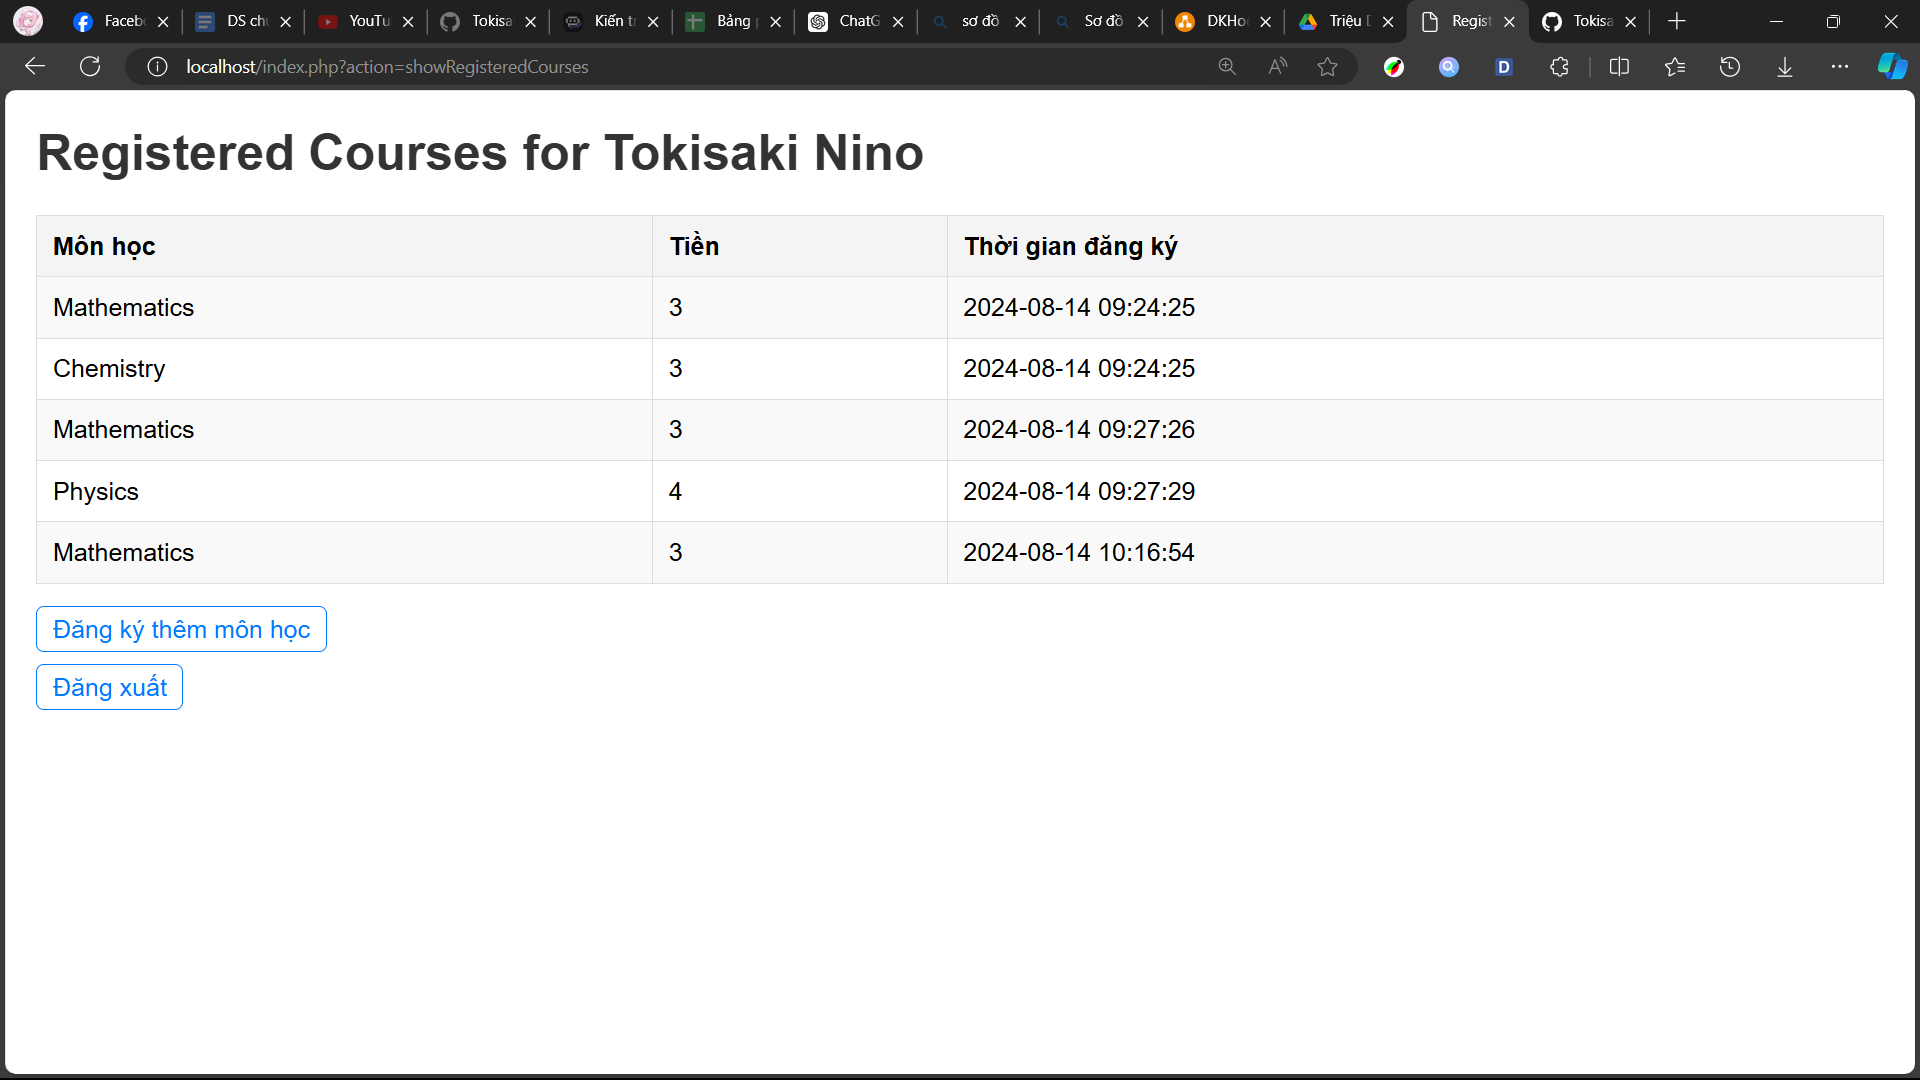 Faceb
DS ch
YouTu
Tokisa
Kiến t
Bảng
ChatG
sơ đồ
Sơ đồ
DKHo
Triệu
Regist
Tokisa
localhost/index.php?action=showRegisteredCourses
Registered Courses for Tokisaki Nino
Môn học Tiền Thời gian đăng ký
Mathematics 3 2024-08-14 09:24:25
Chemistry 3 2024-08-14 09:24:25
Mathematics 3 2024-08-14 09:27:26
Physics 4 2024-08-14 09:27:29
Mathematics 3 2024-08-14 10:16:54
Đăng ký thêm môn học
Đăng xuất